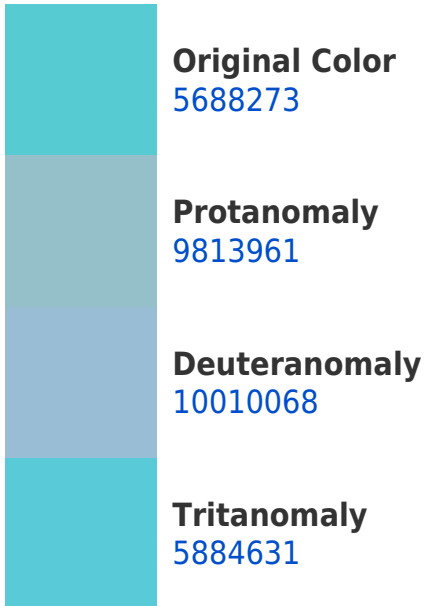 Original Color
5688273
Protanomaly
9813961
Deuteranomaly
10010068
Tritanomaly
5884631